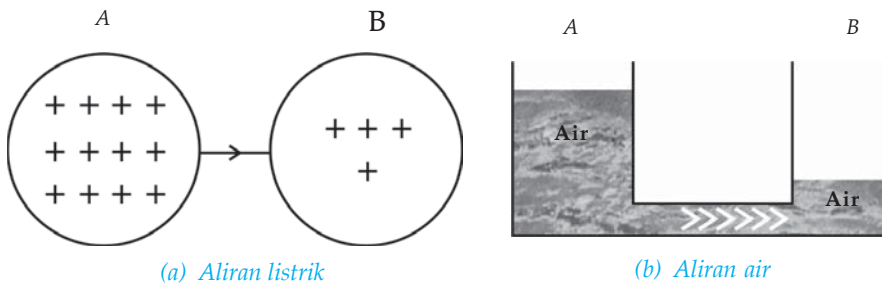 A
B
A
B
+ + + +
+ + + +
+ + + +
+ + +
+
Air
Air
(a) Aliran listrik
(b) Aliran air